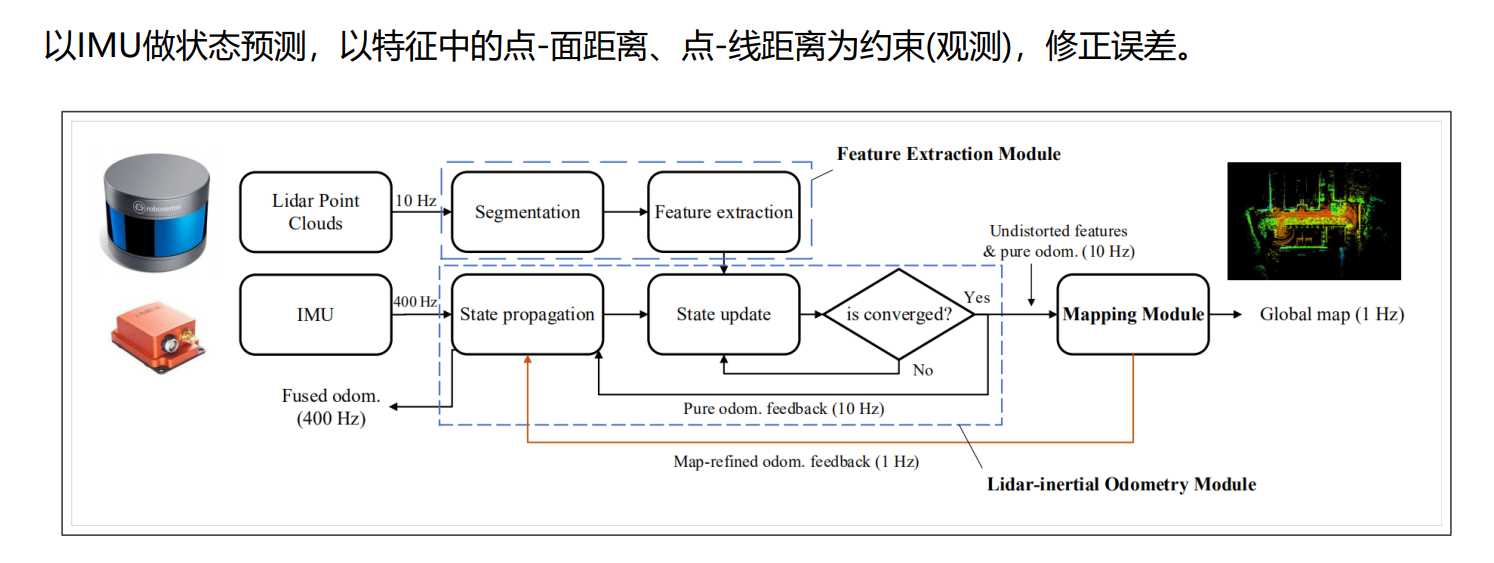 以IMU做状态预测，以特征中的点-面距离、点-线距离为约束(观测)，修正误差。
Feature Extraction Module
robosense
Lidar Point
Clouds
10 Hz
Segmentation
Feature extraction
Undistorted features
& pure odom. (10 Hz)
IMU
400 Hz
State propagation
State update
is converged?
Yes
No
Mapping Module
Global map (1 Hz)
Fused odom.
(400 Hz)
Pure odom. feedback (10 Hz)
Map-refined odom. feedback (1 Hz)
Lidar-inertial Odometry Module